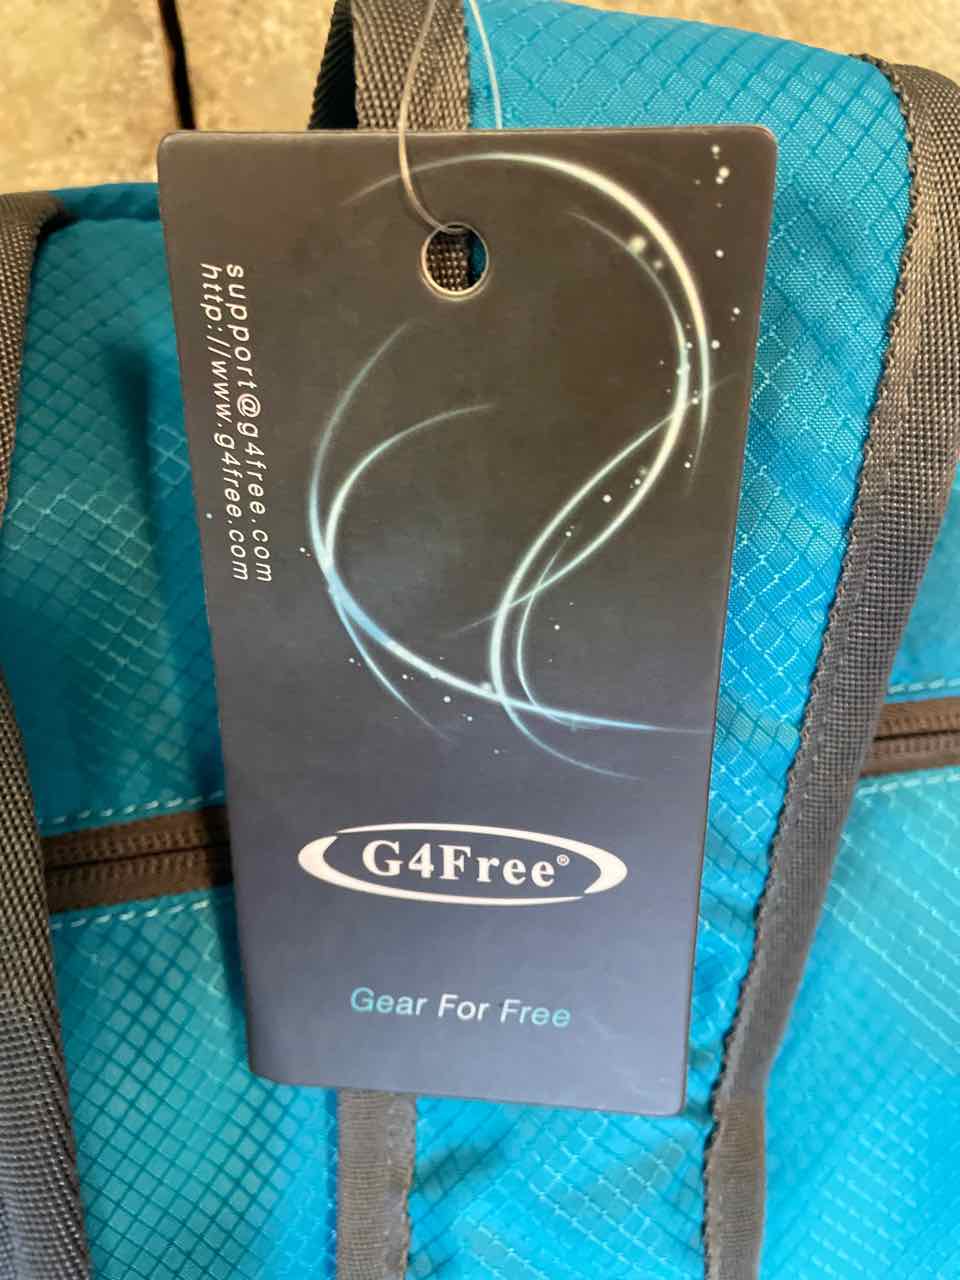 support@g4free.com
http://www.g4free.com
G4Free®
Gear For Free